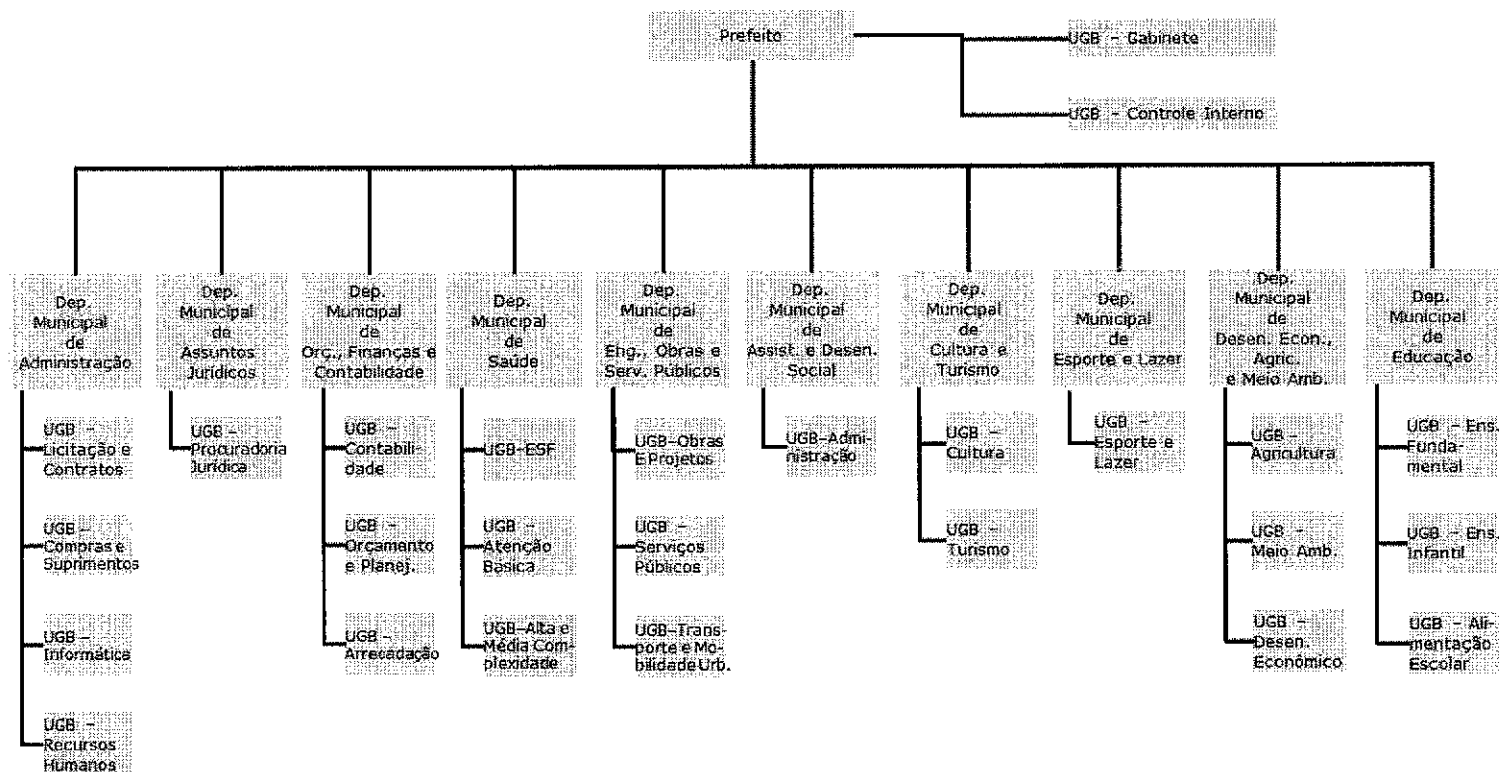 Prefeito
UGB - Gabinete
UGB - Controle Interno
Dep.
Municipal
de
Administração
Dep.
Municipal
de
Assuntos
Jurídicos
Dep.
Municipal
de
Orç., Finanças e
Contabilidade
Dep.
Municipal
de
Saúde
Dep.
Municipal
de
Eng., Obras e
Serv. Públicos
Dep.
Municipal
de
Assist. e Desen.
Social
Dep.
Municipal
de
Cultura e
Turismo
Dep.
Municipal
de
Esporte e Lazer
Dep.
Municipal
de
Desen. Econ.,
Agric.
e Meio Amb.
Dep.
Municipal
de
Educação
UGB -
Licitação e
Contratos
UGB -
Compras e
Suprimentos
UGB -
Informática
UGB -
Recursos
Humanos
UGB -
Procuradoria
Jurídica
UGB -
Contabili-
dade
UGB -
Orçamento
e Planej.
UGB -
Arrecadação
UGB-ESF
UGB -
Atenção
Básica
UGB-Alta e
Média Com-
plexidade
UGB-Obras
E Projetos
UGB -
Serviços
Públicos
UGB-Trans-
porte e Mo-
bilidade Urb.
UGB-Admi-
nistração
UGB -
Cultura
UGB -
Turismo
UGB -
Esporte e
Lazer
UGB -
Agricultura
UGB -
Meio Amb.
UGB -
Desen.
Econômico
UGB - Ens.
Funda-
mental
UGB - Ens.
Infantil
UGB - Ali-
mentação
Escolar